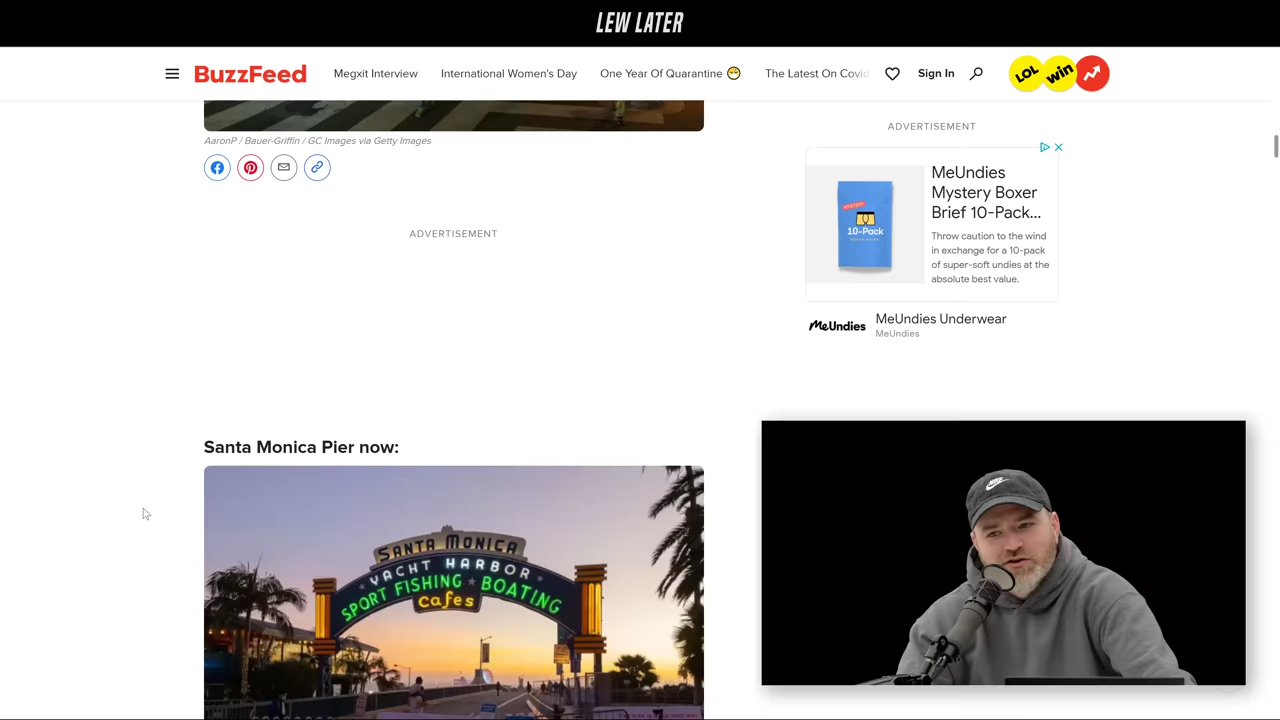 LEW LATER
BuzzFeed
Megxit Interview
International Women's Day
One Year Of Quarantine
The Latest On Covid
Sign In
LOL
win
AaronP / Bauer-Griffin / GC Images via Getty Images
ADVERTISEMENT
ADVERTISEMENT
MeUndies
Mystery Boxer
Brief 10-Pack...
Throw caution to the wind
in exchange for a 10-pack
of super-soft undies at the
absolute best value.
MYSTERY
10-Pack
MeUndies
MeUndies Underwear
MeUndies
Santa Monica Pier now:
SANTA MONICA
YACHT HARBOR
SPORT FISHING ★ BOATING
Cafes